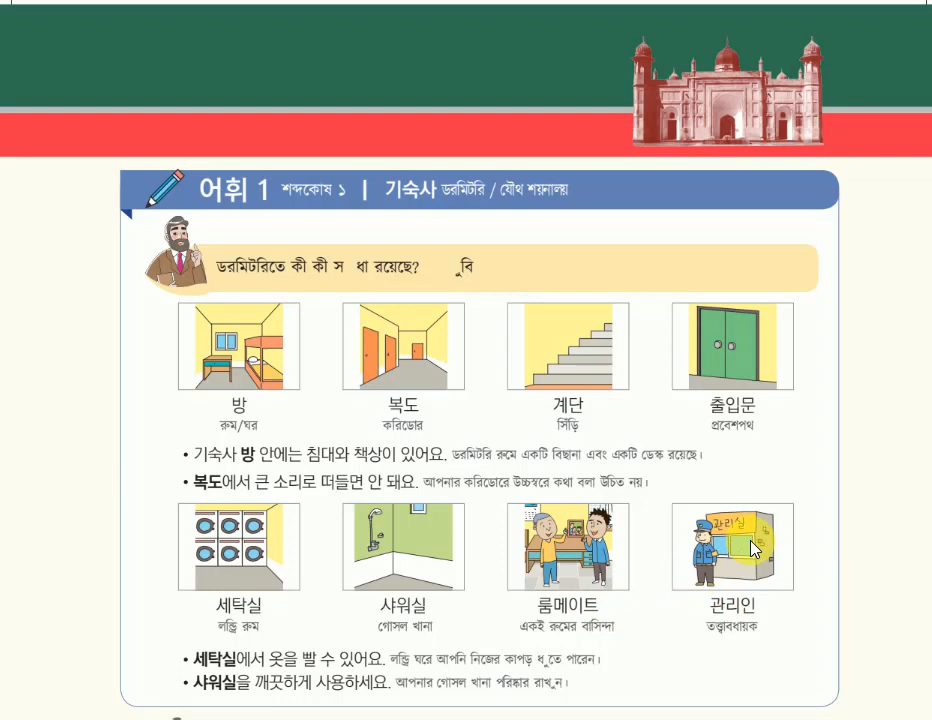 어휘 1 শব্দকোষ ১ | 기숙사 ডরমিটরি / যৌথ শয়নালয়
ডরমিটরিতে কী কী স ধা রয়েছে? ুবি
방 복도 계단 출입문
রুম/ঘর করিডোর সিঁড়ি প্রবেশপথ
• 기숙사 방 안에는 침대와 책상이 있어요. ডরমিটরি রুমে একটি বিছানা এবং একটি ডেস্ক রয়েছে।
• 복도에서 큰 소리로 떠들면 안 돼요. আপনার করিডোরে উচ্চস্বরে কথা বলা উচিত নয়।
관리실
세탁실 샤워실 룸메이트 관리인
লন্ড্রি রুম গোসল খানা একই রুমের বাসিন্দা তত্ত্বাবধায়ক
• 세탁실에서 옷을 빨 수 있어요. লন্ড্রি ঘরে আপনি নিজের কাপড় ধুতে পারেন।
• 샤워실을 깨끗하게 사용하세요. আপনার গোসল খানা পরিষ্কার রাখুন।